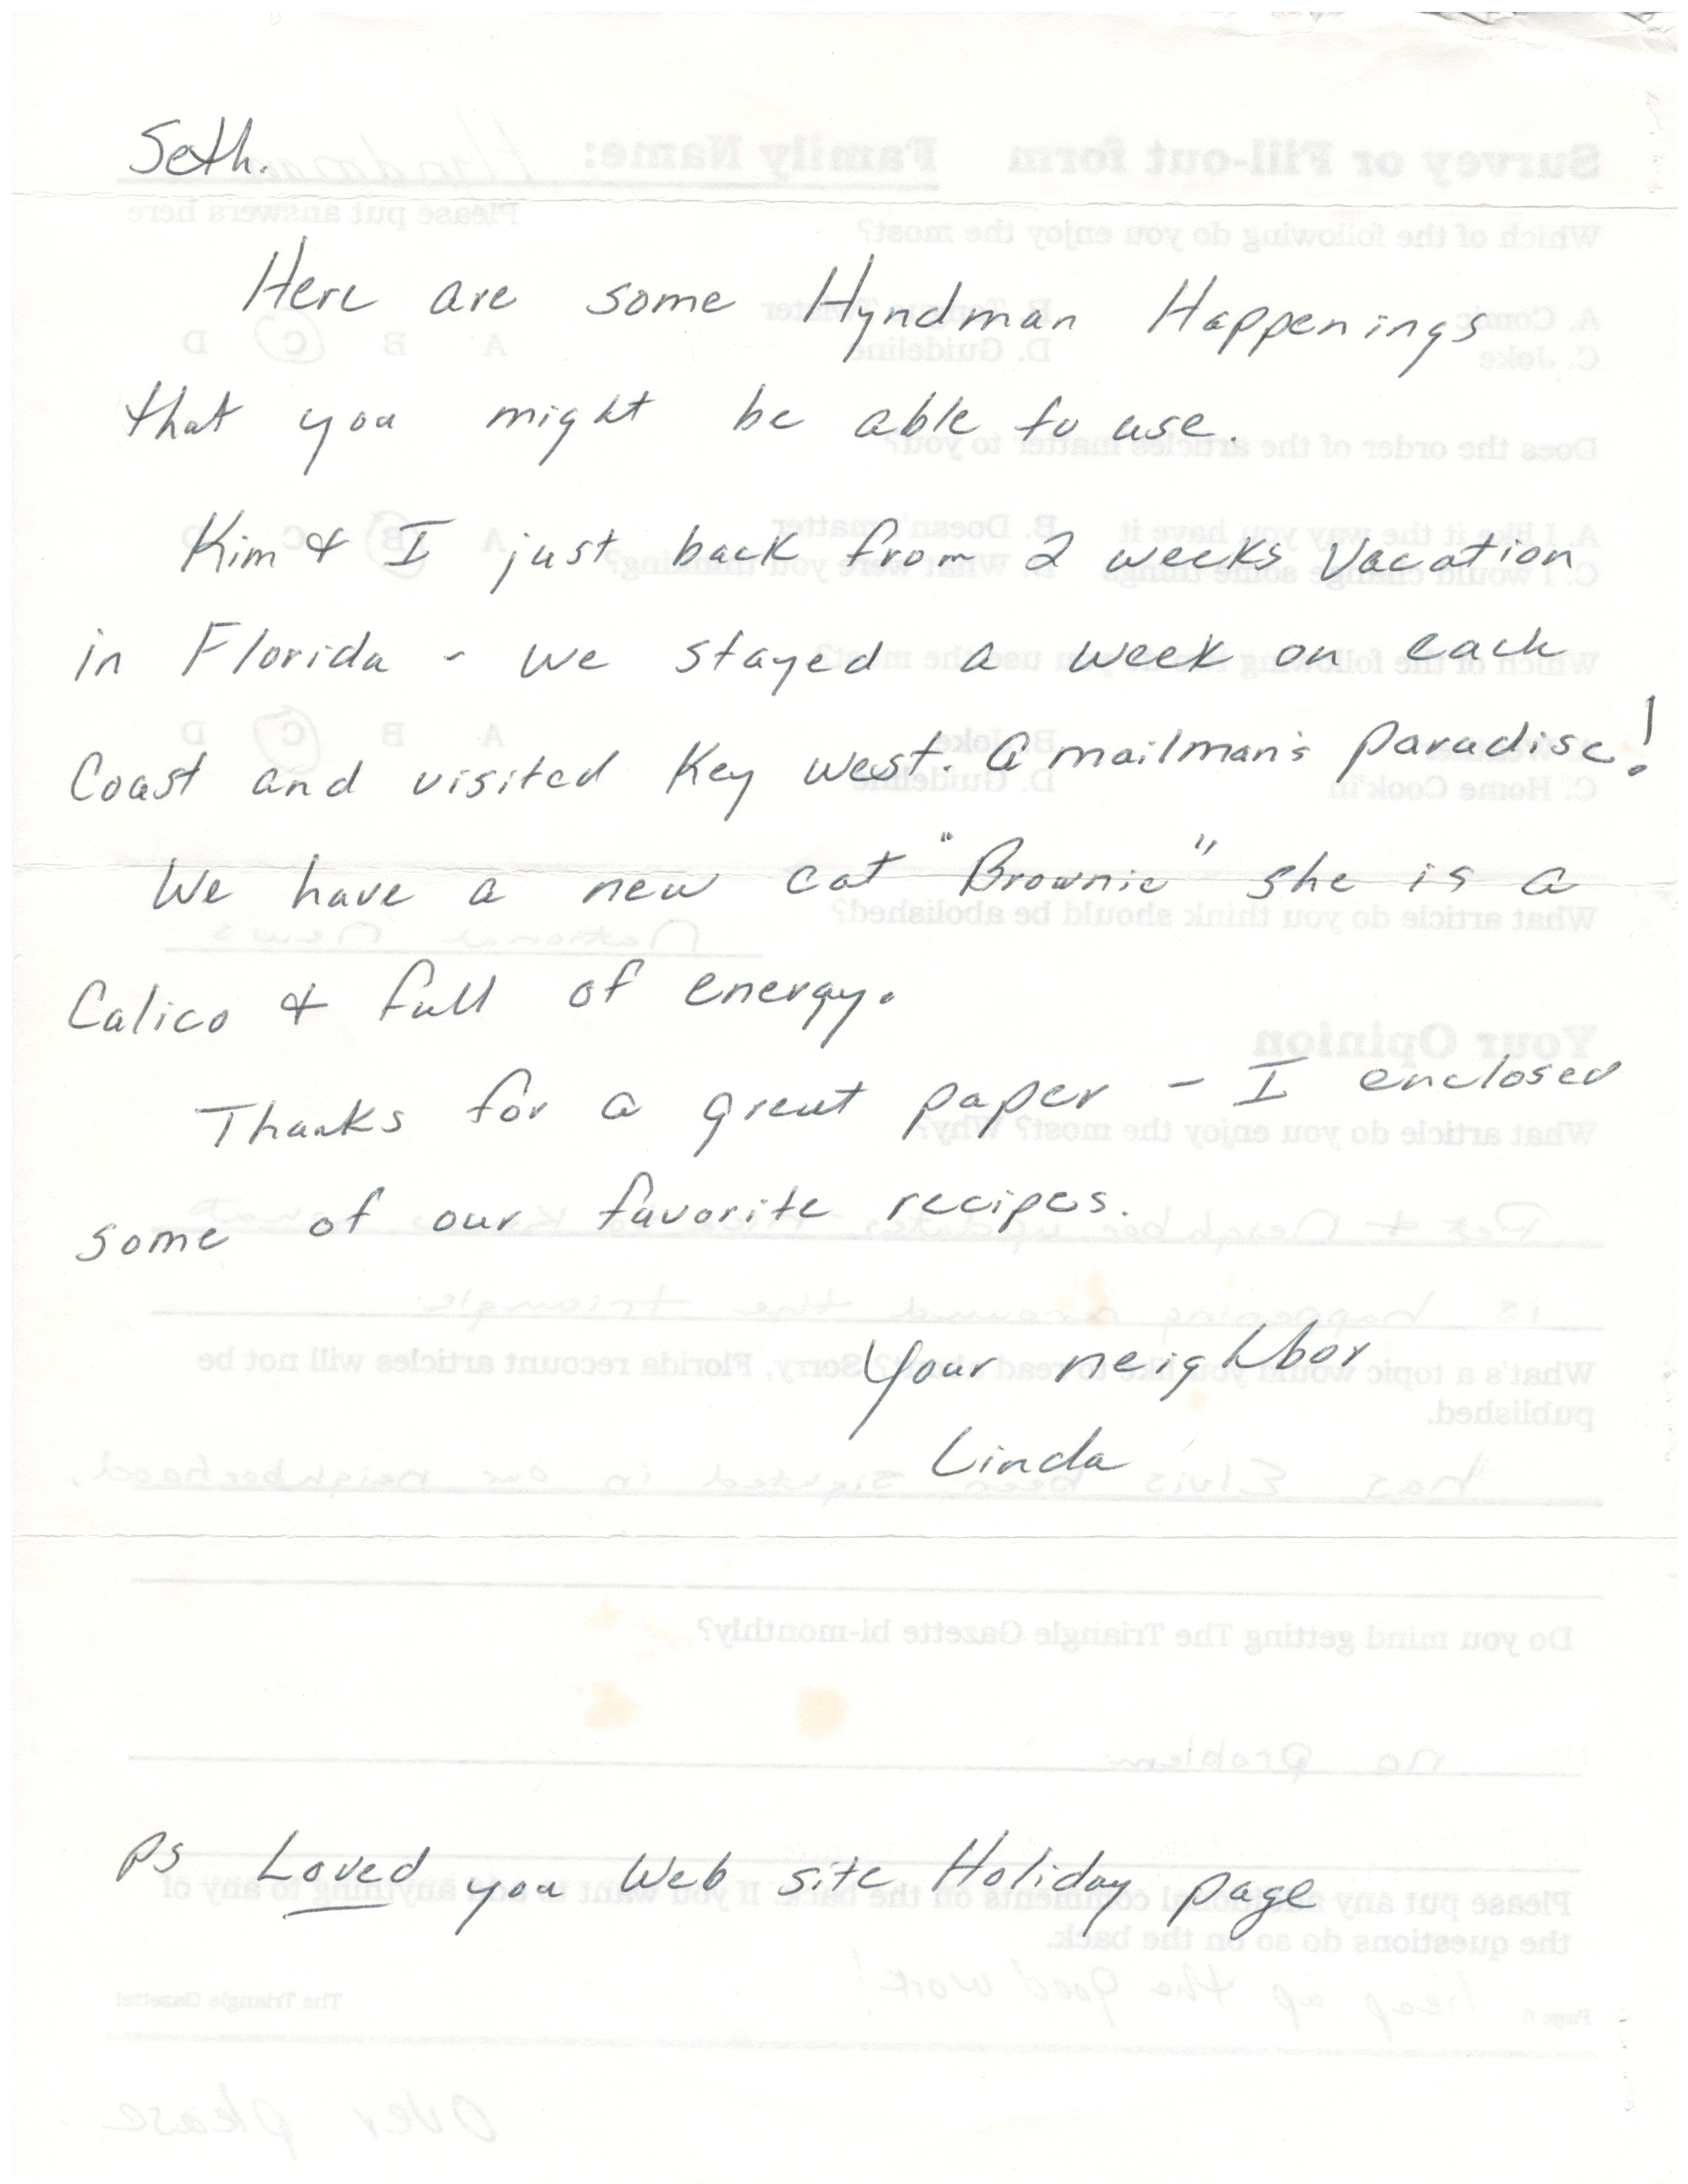 Seth.
Here are some Hyndman Happenings
that you might be able to use.
Kim & I just back from 2 weeks Vacation
in Florida - we stayed a week on each
Coast and visited Key West. A mailman's paradise!
We have a new cat "Brownie" she is a
Calico & full of energy.
Thanks for a great paper - I enclosed
some of our favorite recipes.
Your neighbor
Linda
PS Loved you Web site Holiday page